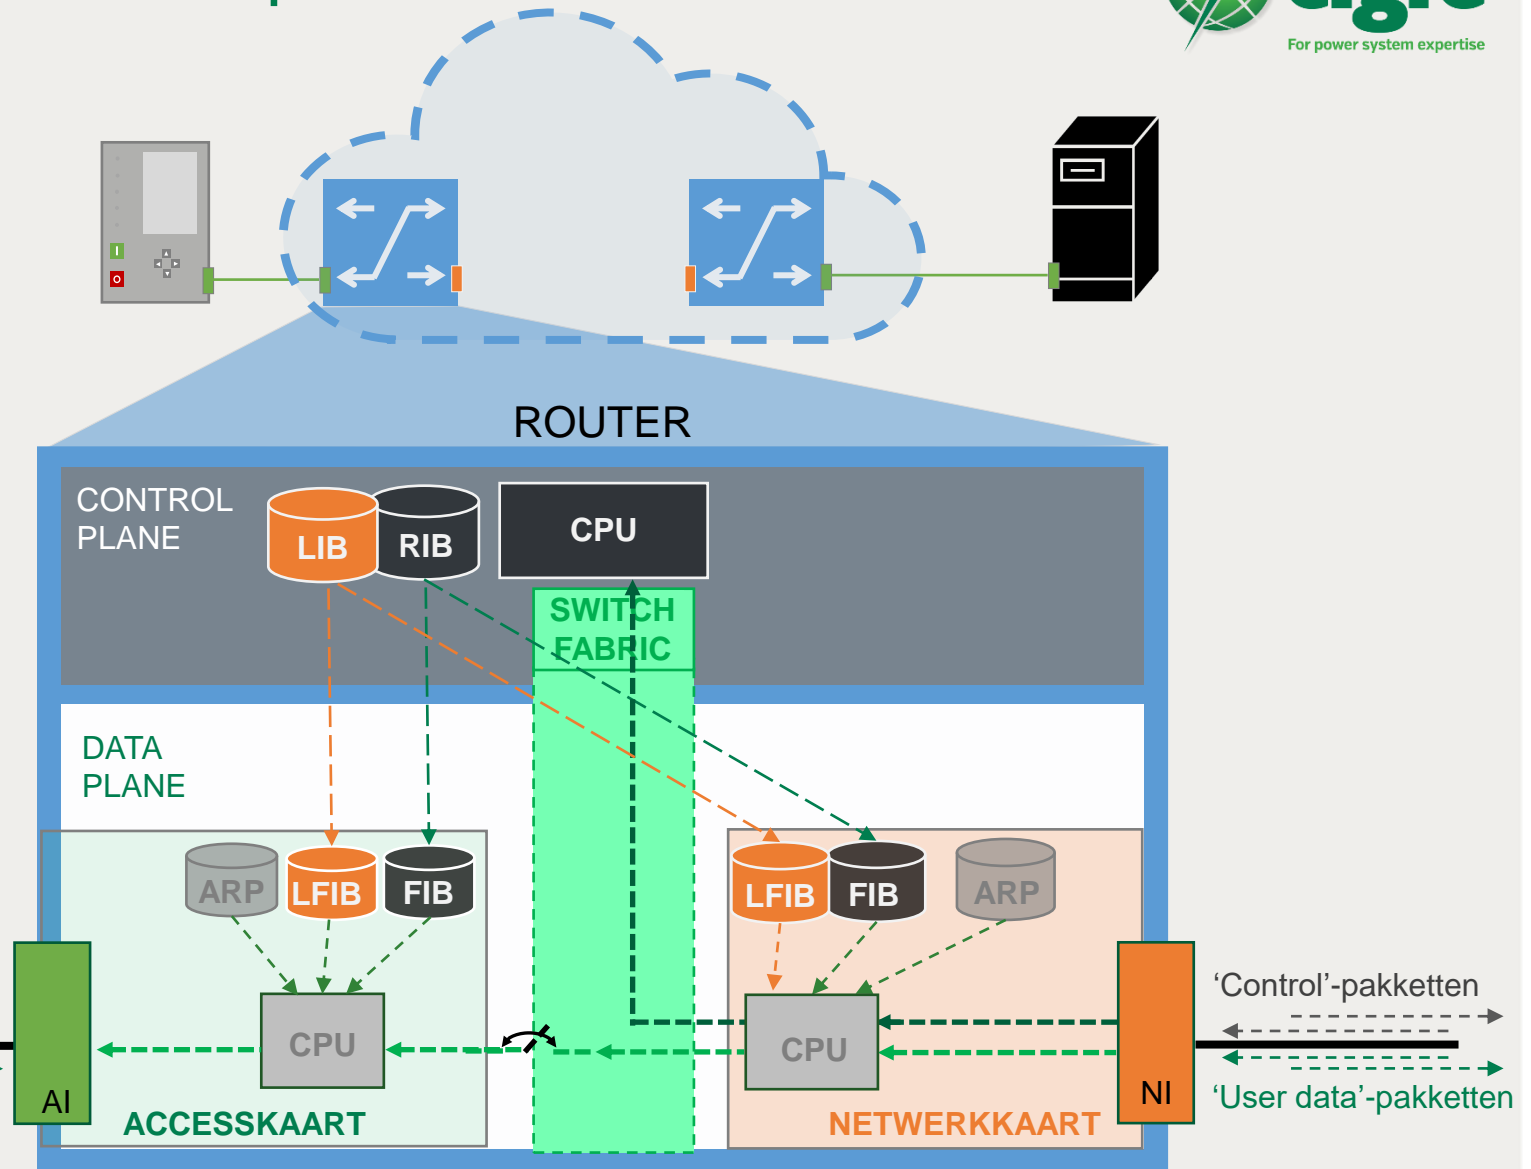 For power system expertise
I
O
ROUTER
CONTROL
PLANE
LIB
RIB
CPU
SWITCH
FABRIC
DATA
PLANE
ARP
LFIB
FIB
LFIB
FIB
ARP
CPU
CPU
AI
NI
ACCESSKAART
NETWERKKAART
‘Control’-pakketten
‘User data’-pakketten